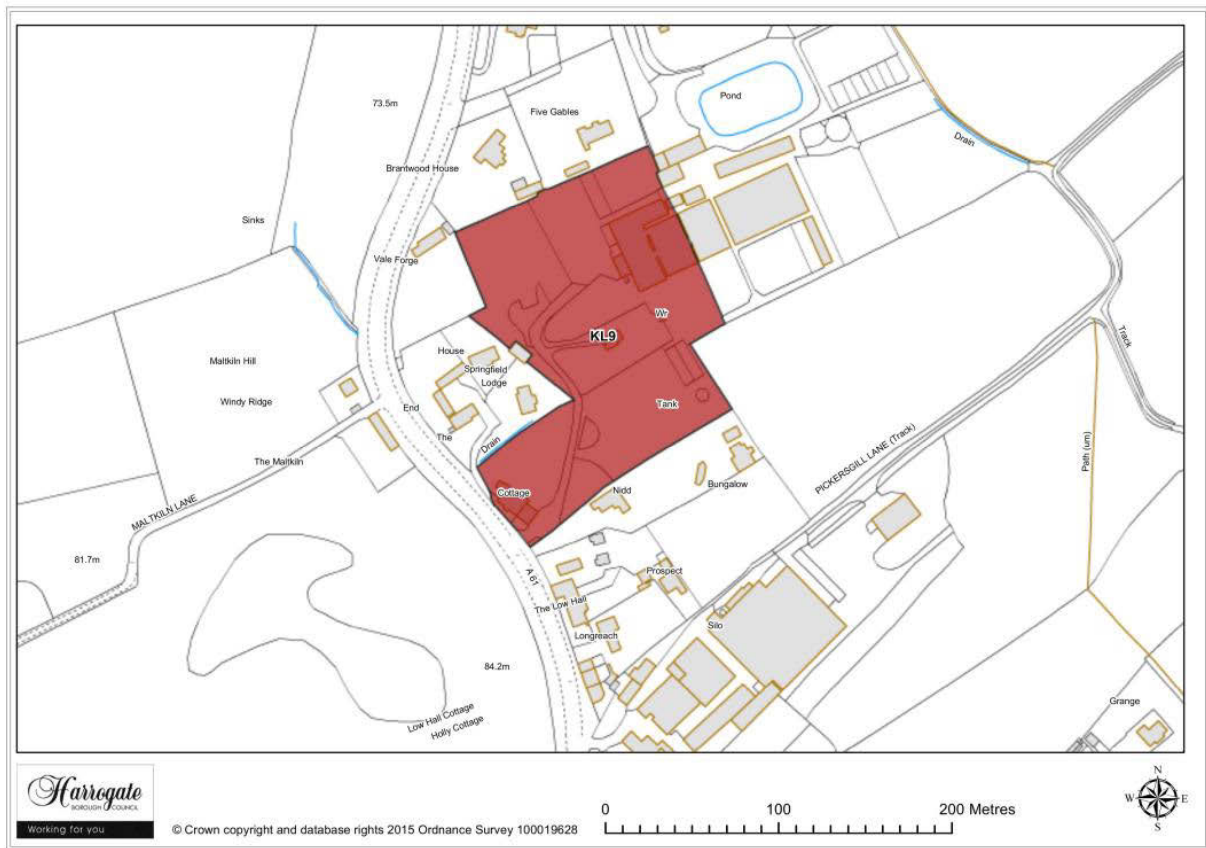 Pond
73.5m
Five Gables
Drain
Brantwood House
Sinks
Vale Forge
Wr
KL9
House
Springfield
Lodge
Maltkiln Hill
Windy Ridge
End
The
Tank
Track
Drain
The Maltkiln
MALTKILN LANE
Cottage
Nidd
Bungalow
PICKERSGILL LANE (Track)
Path (um)
81.7m
A 61
Prospect
The Low Hall
Longreach
Silo
84.2m
Low Hall Cottage
Holly Cottage
Grange
Harrogate
BOROUGH COUNCIL
Working for you
© Crown copyright and database rights 2015 Ordnance Survey 100019628
0 100 200 Metres
N
W E
S